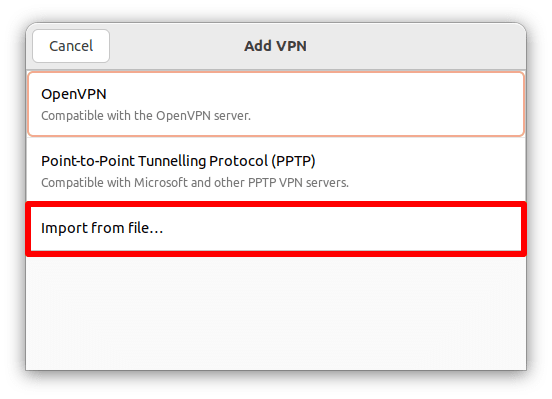 Cancel
Add VPN
OpenVPN
Compatible with the OpenVPN server.
Point-to-Point Tunnelling Protocol (PPTP)
Compatible with Microsoft and other PPTP VPN servers.
Import from file…